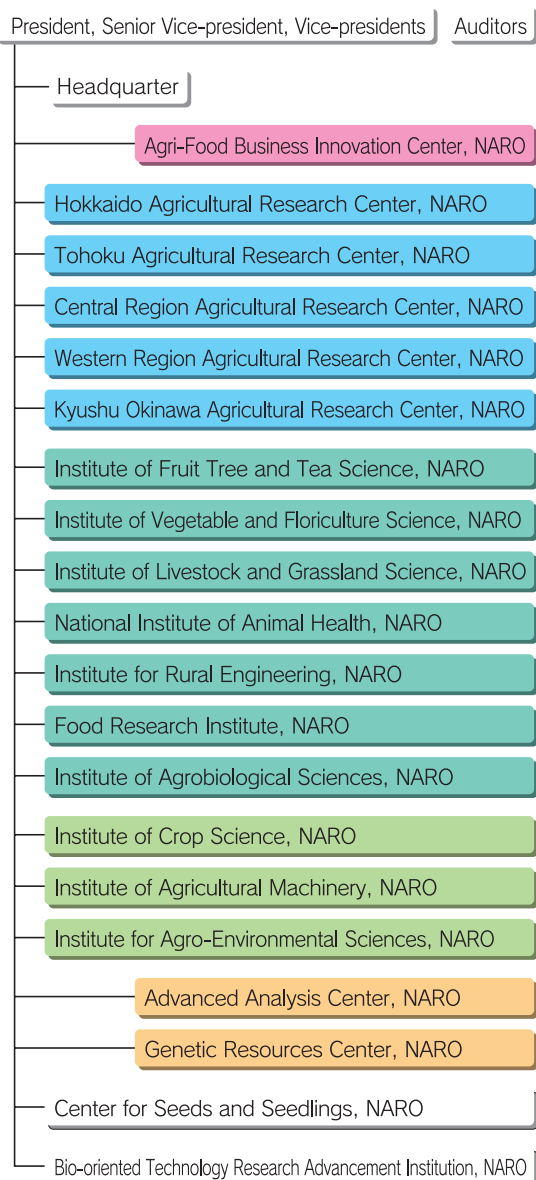 President, Senior Vice-president, Vice-presidents Auditors
Headquarter
Agri-Food Business Innovation Center, NARO
Hokkaido Agricultural Research Center, NARO
Tohoku Agricultural Research Center, NARO
Central Region Agricultural Research Center, NARO
Western Region Agricultural Research Center, NARO
Kyushu Okinawa Agricultural Research Center, NARO
Institute of Fruit Tree and Tea Science, NARO
Institute of Vegetable and Floriculture Science, NARO
Institute of Livestock and Grassland Science, NARO
National Institute of Animal Health, NARO
Institute for Rural Engineering, NARO
Food Research Institute, NARO
Institute of Agrobiological Sciences, NARO
Institute of Crop Science, NARO
Institute of Agricultural Machinery, NARO
Institute for Agro-Environmental Sciences, NARO
Advanced Analysis Center, NARO
Genetic Resources Center, NARO
Center for Seeds and Seedlings, NARO
Bio-oriented Technology Research Advancement Institution, NARO